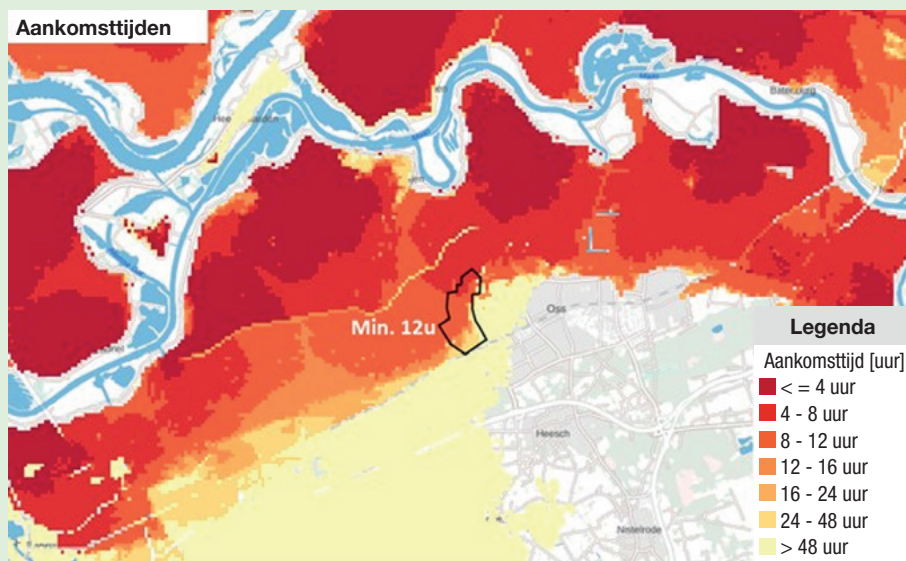 Aankomsttijden
Batenburg
Oss
Min. 12u
Heesch
Nistelrode
Legenda
Aankomsttijd [uur]
< = 4 uur
4 - 8 uur
8 - 12 uur
12 - 16 uur
16 - 24 uur
24 - 48 uur
> 48 uur